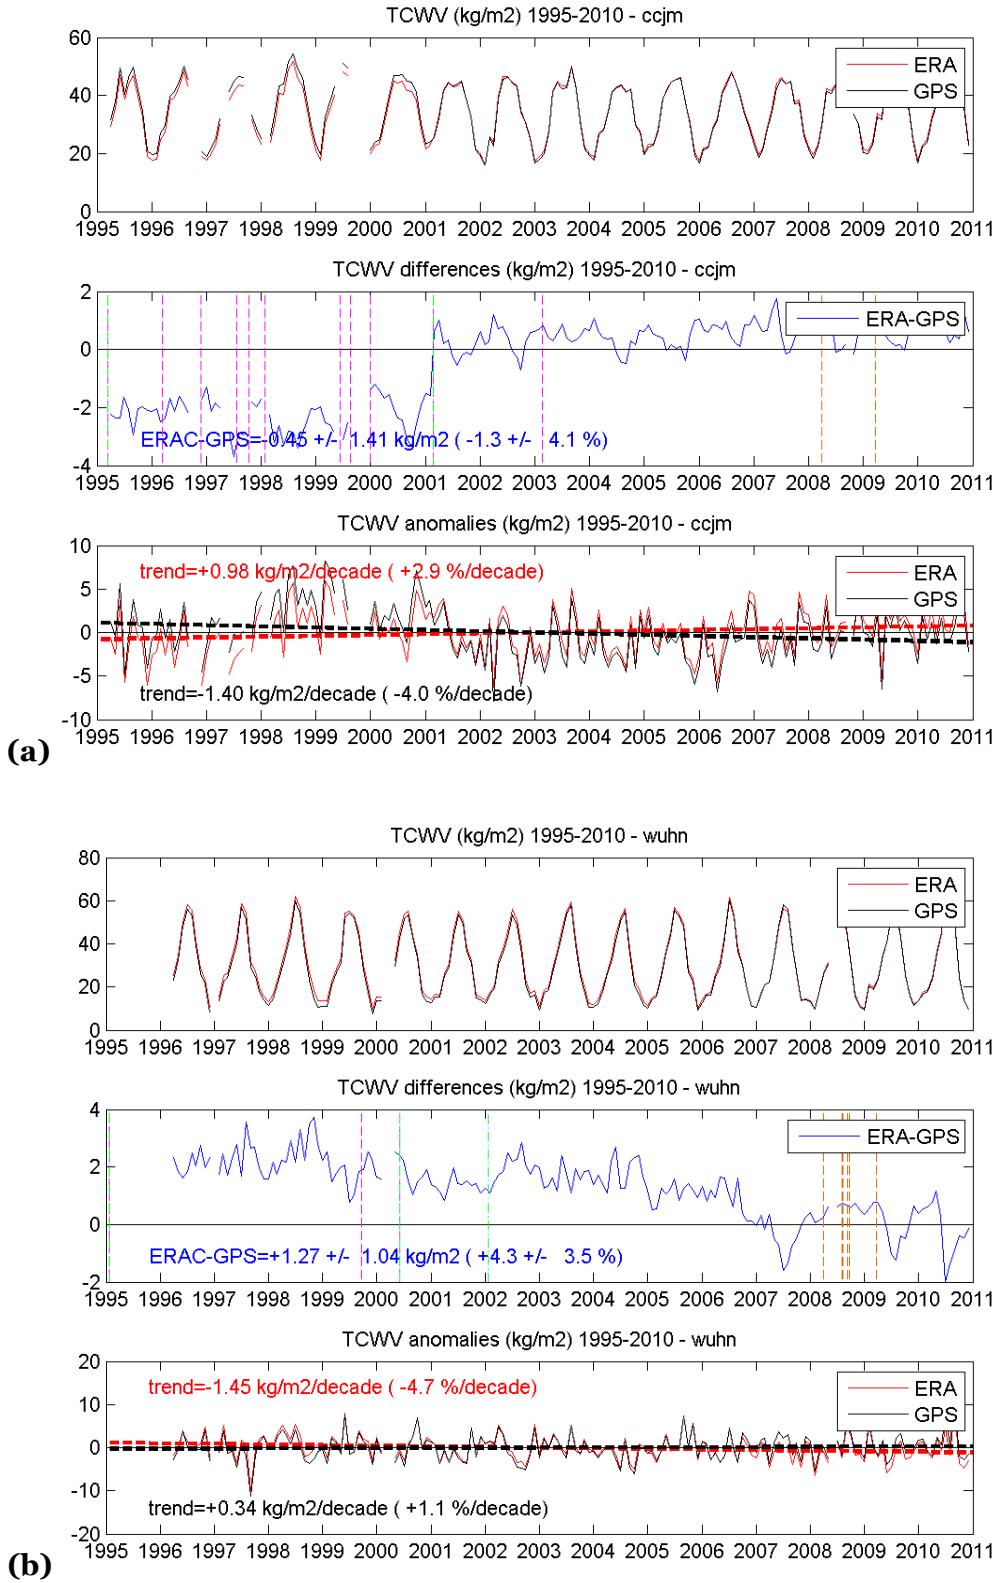 TCWV (kg/m2) 1995-2010 - ccjm
60
40
20
0
ERA
GPS
1995 1996 1997 1998 1999 2000 2001 2002 2003 2004 2005 2006 2007 2008 2009 2010 2011
TCWV differences (kg/m2) 1995-2010 - ccjm
2
0
-2
-4
ERA-GPS
ERAC-GPS=-0.45 +/- 1.41 kg/m2 ( -1.3 +/- 4.1 %)
1995 1996 1997 1998 1999 2000 2001 2002 2003 2004 2005 2006 2007 2008 2009 2010 2011
TCWV anomalies (kg/m2) 1995-2010 - ccjm
10
5
0
-5
-10
trend=+0.98 kg/m2/decade ( +2.9 %/decade)
ERA
GPS
trend=-1.40 kg/m2/decade ( -4.0 %/decade)
1995 1996 1997 1998 1999 2000 2001 2002 2003 2004 2005 2006 2007 2008 2009 2010 2011
(a)
TCWV (kg/m2) 1995-2010 - wuhn
80
60
40
20
0
ERA
GPS
1995 1996 1997 1998 1999 2000 2001 2002 2003 2004 2005 2006 2007 2008 2009 2010 2011
TCWV differences (kg/m2) 1995-2010 - wuhn
4
2
0
-2
ERA-GPS
ERAC-GPS=+1.27 +/- 1.04 kg/m2 ( +4.3 +/- 3.5 %)
1995 1996 1997 1998 1999 2000 2001 2002 2003 2004 2005 2006 2007 2008 2009 2010 2011
TCWV anomalies (kg/m2) 1995-2010 - wuhn
20
10
0
-10
-20
trend=-1.45 kg/m2/decade ( -4.7 %/decade)
ERA
GPS
trend=+0.34 kg/m2/decade ( +1.1 %/decade)
1995 1996 1997 1998 1999 2000 2001 2002 2003 2004 2005 2006 2007 2008 2009 2010 2011
(b)